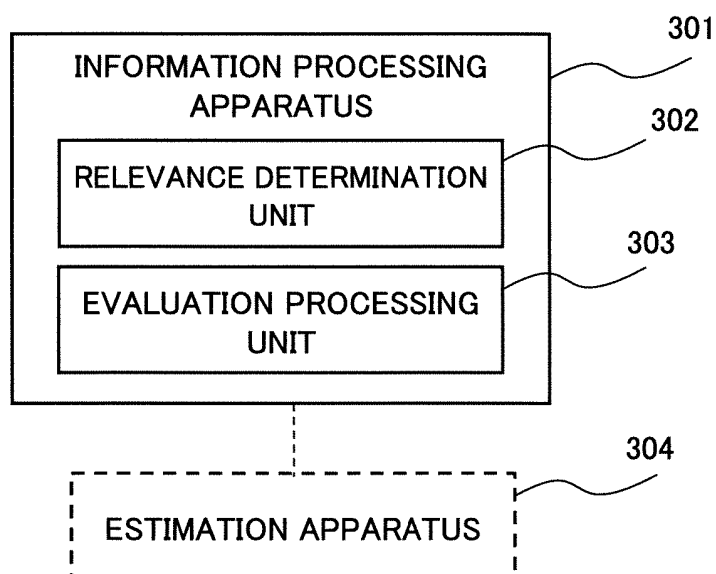 301
INFORMATION PROCESSING
APPARATUS
302
RELEVANCE DETERMINATION
UNIT
303
EVALUATION PROCESSING
UNIT
304
ESTIMATION APPARATUS